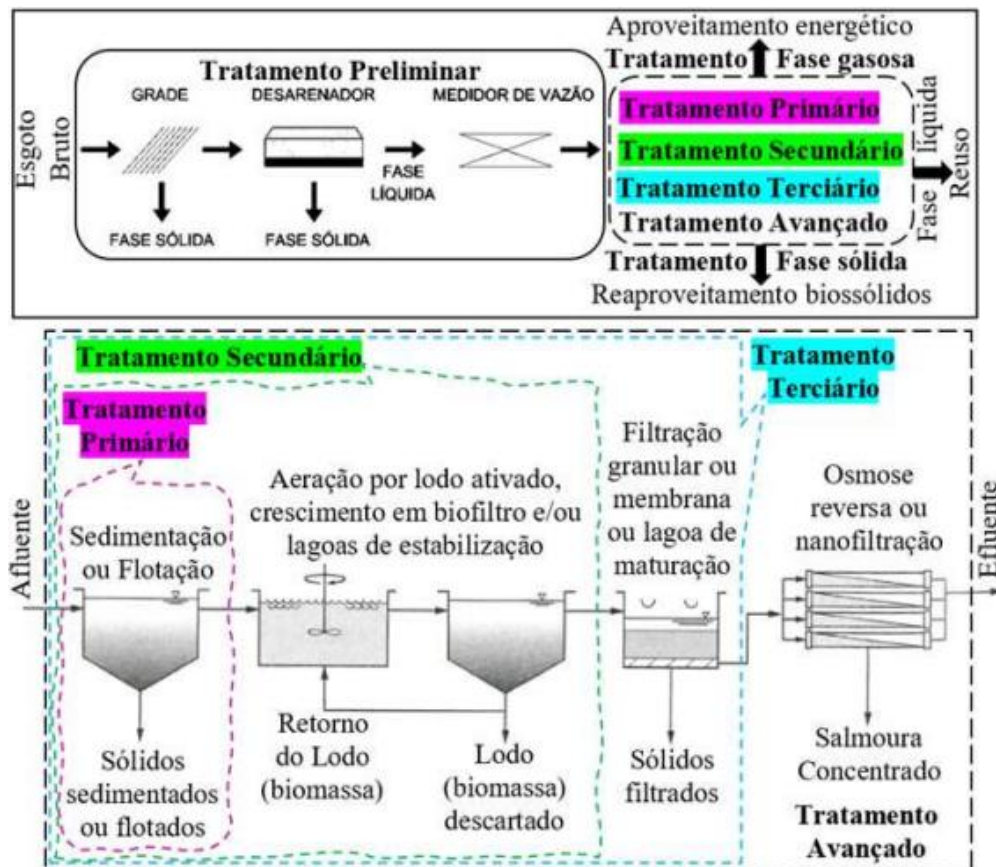 Aproveitamento energético
Tratamento Fase gasosa
Tratamento Preliminar
GRADE
DESARENADOR
MEDIDOR DE VAZÃO
Esgoto
Bruto
FASE
LÍQUIDA
FASE SÓLIDA
FASE SÓLIDA
Tratamento Primário
Tratamento Secundário
Tratamento Terciário
Tratamento Avançado
Fase líquida
Reuso
Tratamento Fase sólida
Reaproveitamento biossólidos
Tratamento Secundário
Tratamento
Terciário
Tratamento
Primário
Afluente
Sedimentação
ou Flotação
Aeração por lodo ativado,
crescimento em biofiltro e/ou
lagoas de estabilização
Filtração
granular ou
membrana
ou lagoa de
maturação
Osmose
reversa ou
nanofiltração
Efluente
Sólidos
sedimentados
ou flotados
Retorno
do Lodo
(biomassa)
Lodo
(biomassa)
descartado
Sólidos
filtrados
Salmoura
Concentrado
Tratamento
Avançado